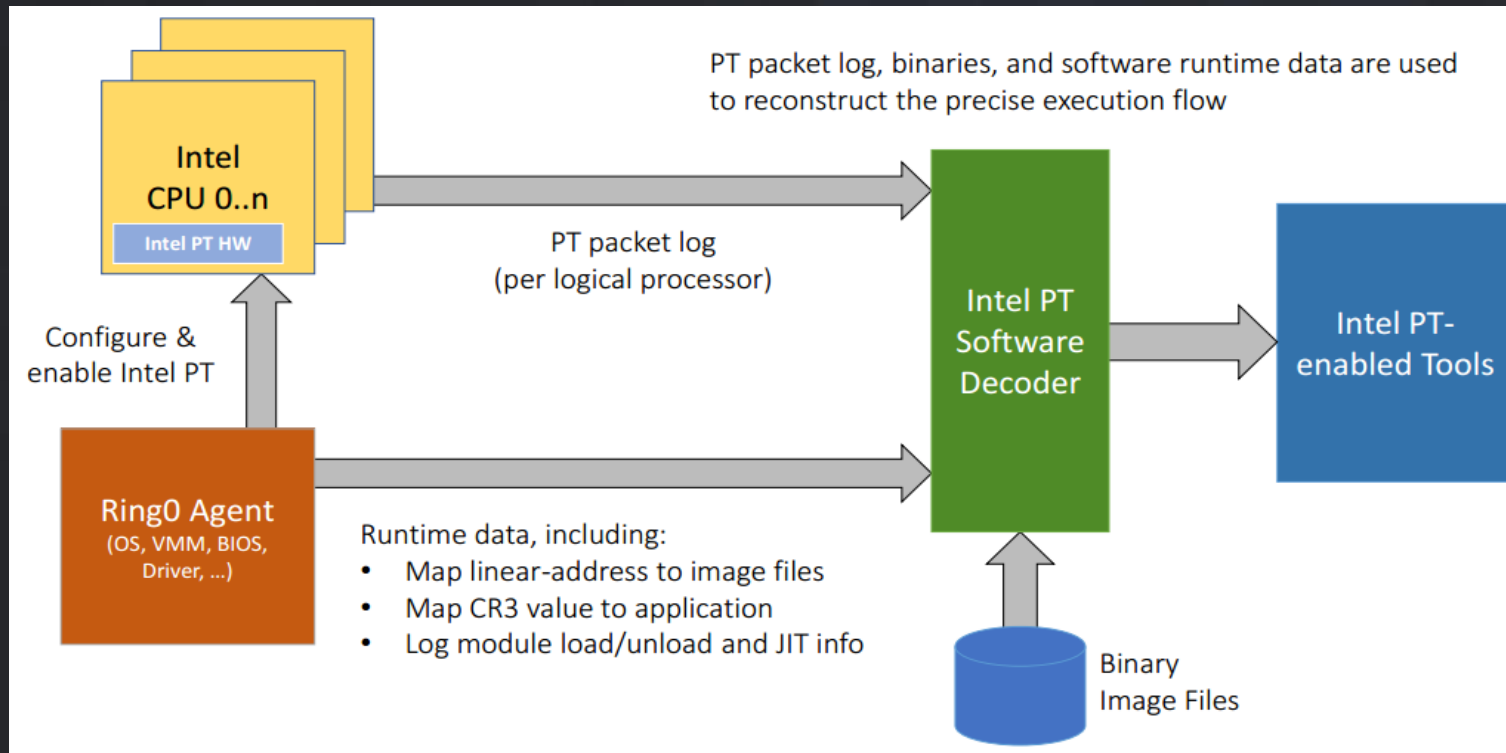 PT packet log, binaries, and software runtime data are used
to reconstruct the precise execution flow
Intel
CPU 0..n
Intel PT HW
PT packet log
(per logical processor)
Configure &
enable Intel PT
Intel PT
Software
Decoder
Intel PT-
enabled Tools
Ring0 Agent
(OS, VMM, BIOS,
Driver, ...)
Runtime data, including:
• Map linear-address to image files
• Map CR3 value to application
• Log module load/unload and JIT info
Binary
Image Files